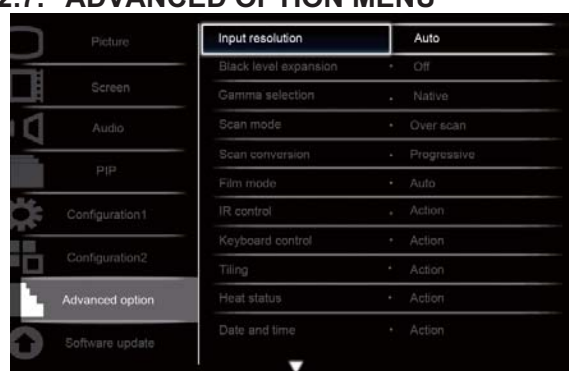 2.7. ADVANCED OPTION MENU
Picture
Screen
Audio
PIP
Configuration1
Configuration2
Advanced option
Software update
Input resolution Auto
Black level expansion • Off
Gamma selection . Native
Scan mode • Over scan
Scan conversion • Progressive
Film mode • Auto
IR control . Action
Keyboard control • Action
Tiling • Action
Heat status • Action
Date and time • Action